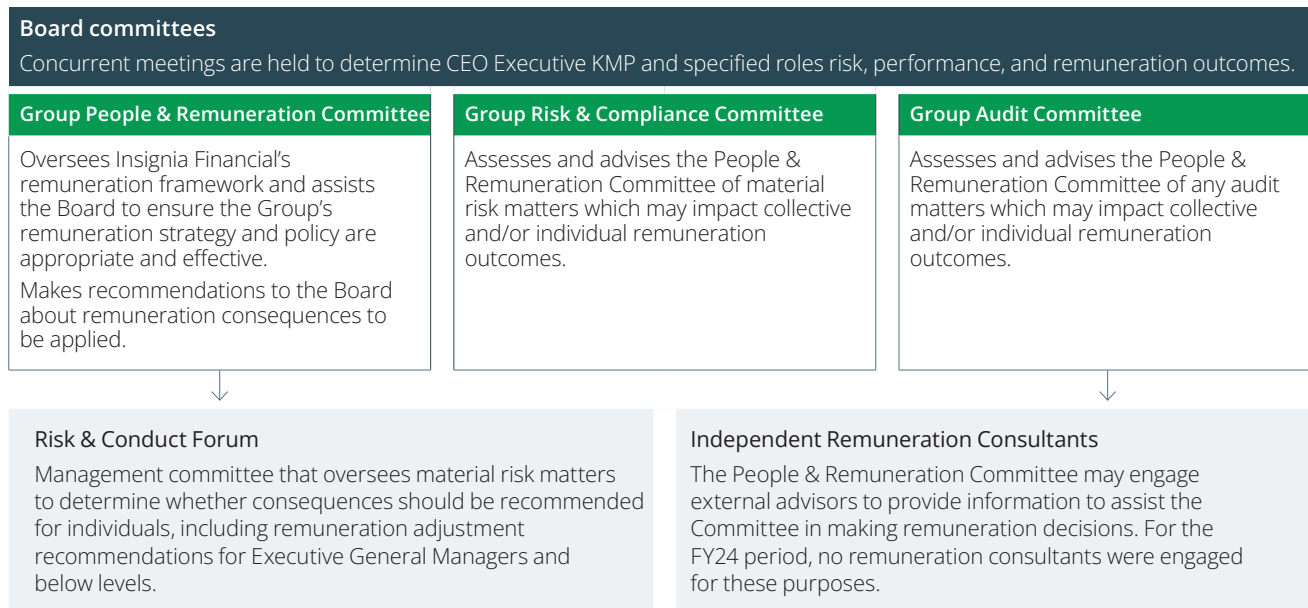 Board committees
Concurrent meetings are held to determine CEO Executive KMP and specified roles risk, performance, and remuneration outcomes.
Group People & Remuneration Committee
Oversees Insignia Financial’s
remuneration framework and assists
the Board to ensure the Group’s
remuneration strategy and policy are
appropriate and effective.
Makes recommendations to the Board
about remuneration consequences to
be applied.
Group Risk & Compliance Committee
Assesses and advises the People &
Remuneration Committee of material
risk matters which may impact collective
and/or individual remuneration
outcomes.
Group Audit Committee
Assesses and advises the People &
Remuneration Committee of any audit
matters which may impact collective
and/or individual remuneration
outcomes.
Risk & Conduct Forum
Management committee that oversees material risk matters
to determine whether consequences should be recommended
for individuals, including remuneration adjustment
recommendations for Executive General Managers and
below levels.
Independent Remuneration Consultants
The People & Remuneration Committee may engage
external advisors to provide information to assist the
Committee in making remuneration decisions. For the
FY24 period, no remuneration consultants were engaged
for these purposes.